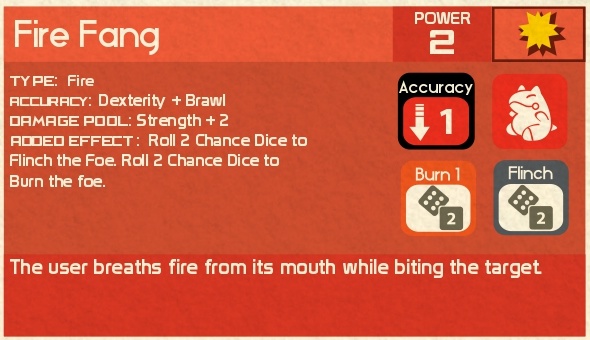 Fire Fang
POWER
2
TYPE: Fire
ACCURACY: Dexterity + Brawl
DAMAGE POOL: Strength + 2
ADDED EFFECT: Roll 2 Chance Dice to
Flinch the Foe. Roll 2 Chance Dice to
Burn the foe.
Accuracy
1
Burn 1
2
Flinch
2
The user breaths fire from its mouth while biting the target.